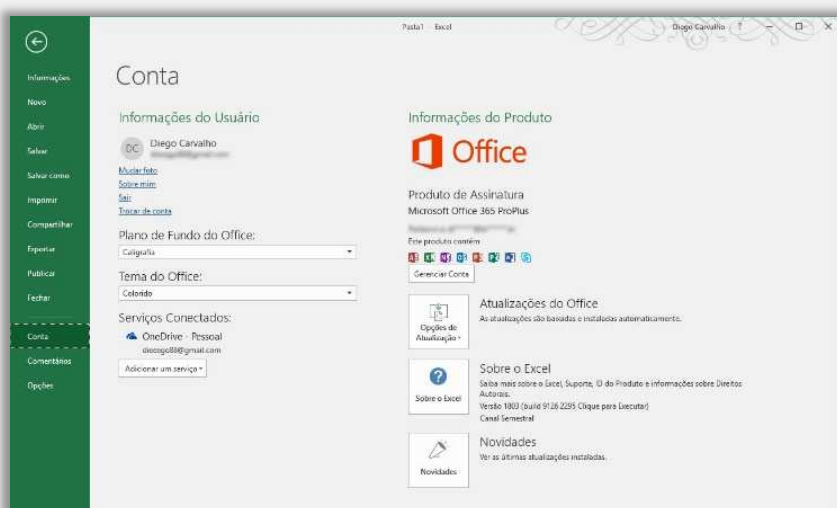 Pasta1 - Excel
Diego Carvalho ?
Informações
Novo
Abrir
Salvar
Salvar como
Imprimir
Compartilhar
Exportar
Publicar
Fechar
Conta
Comentários
Opções
Conta
Informações do Usuário
DC
Diego Carvalho
Mudar foto
Sobre mim
Sair
Trocar de conta
Plano de Fundo do Office:
Caligrafia
Tema do Office:
Colorido
Serviços Conectados:
OneDrive - Pessoal
diecego88@gmail.com
Adicionar um serviço
Informações do Produto
Office
Produto de Assinatura
Microsoft Office 365 ProPlus
Este produto contém
Gerenciar Conta
Opções de
Atualização
Atualizações do Office
As atualizações são baixadas e instaladas automaticamente.
Sobre o Excel
Sobre o Excel
Saiba mais sobre o Excel, Suporte, ID do Produto e informações sobre Direitos
Autorais.
Versão 1803 (build 9126.2295 Clique para Executar)
Canal Semestral
Novidades
Novidades
Ver as últimas atualizações instaladas.